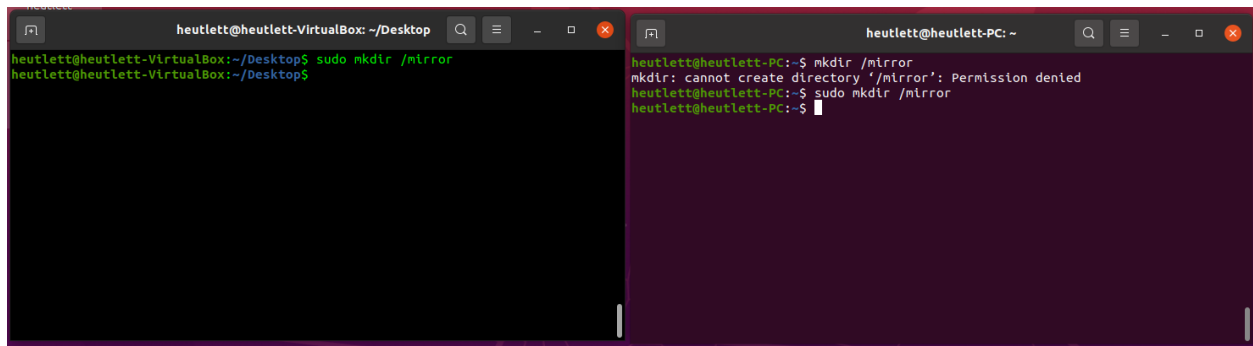 heutlett@heutlett-VirtualBox: ~/Desktop
heutlett@heutlett-VirtualBox:~/Desktop$ sudo mkdir /mirror
heutlett@heutlett-VirtualBox:~/Desktop$
heutlett@heutlett-PC: ~
heutlett@heutlett-PC:~$ mkdir /mirror
mkdir: cannot create directory ‘/mirror’: Permission denied
heutlett@heutlett-PC:~$ sudo mkdir /mirror
heutlett@heutlett-PC:~$